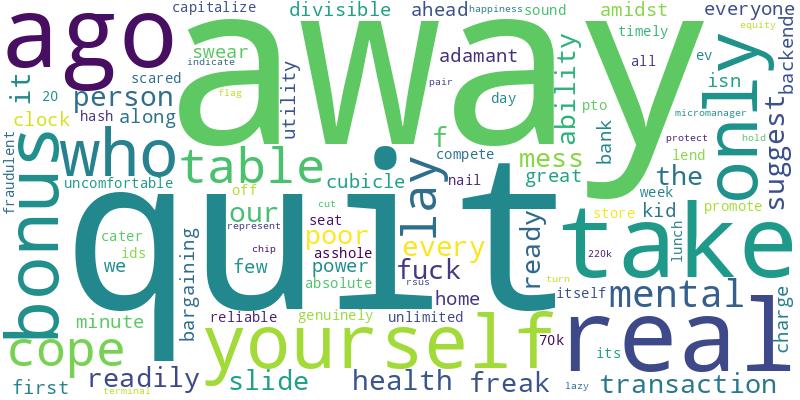 capitalize divisible ahead happiness sound amidst everyone
ago away swear adamant timely equity
indicate utility ability all ev backend
scared pair isn only
it 20 person flag day pto
clock hash along f micromanager
fraudulent who table mess compete bank protect hold suggest
uncomfortable cubicle great nail lend the
quit lay week
bonus off cut our seat ready store kid promote
cater represent poor every take lunch
ids we few chip asshole power fuck 220k
bargaining absolute rsus home turn itself mental charge
minute reliable genuinely unlimited real
cope yourself 70k its
first readily slide health freak lazy transaction
terminal